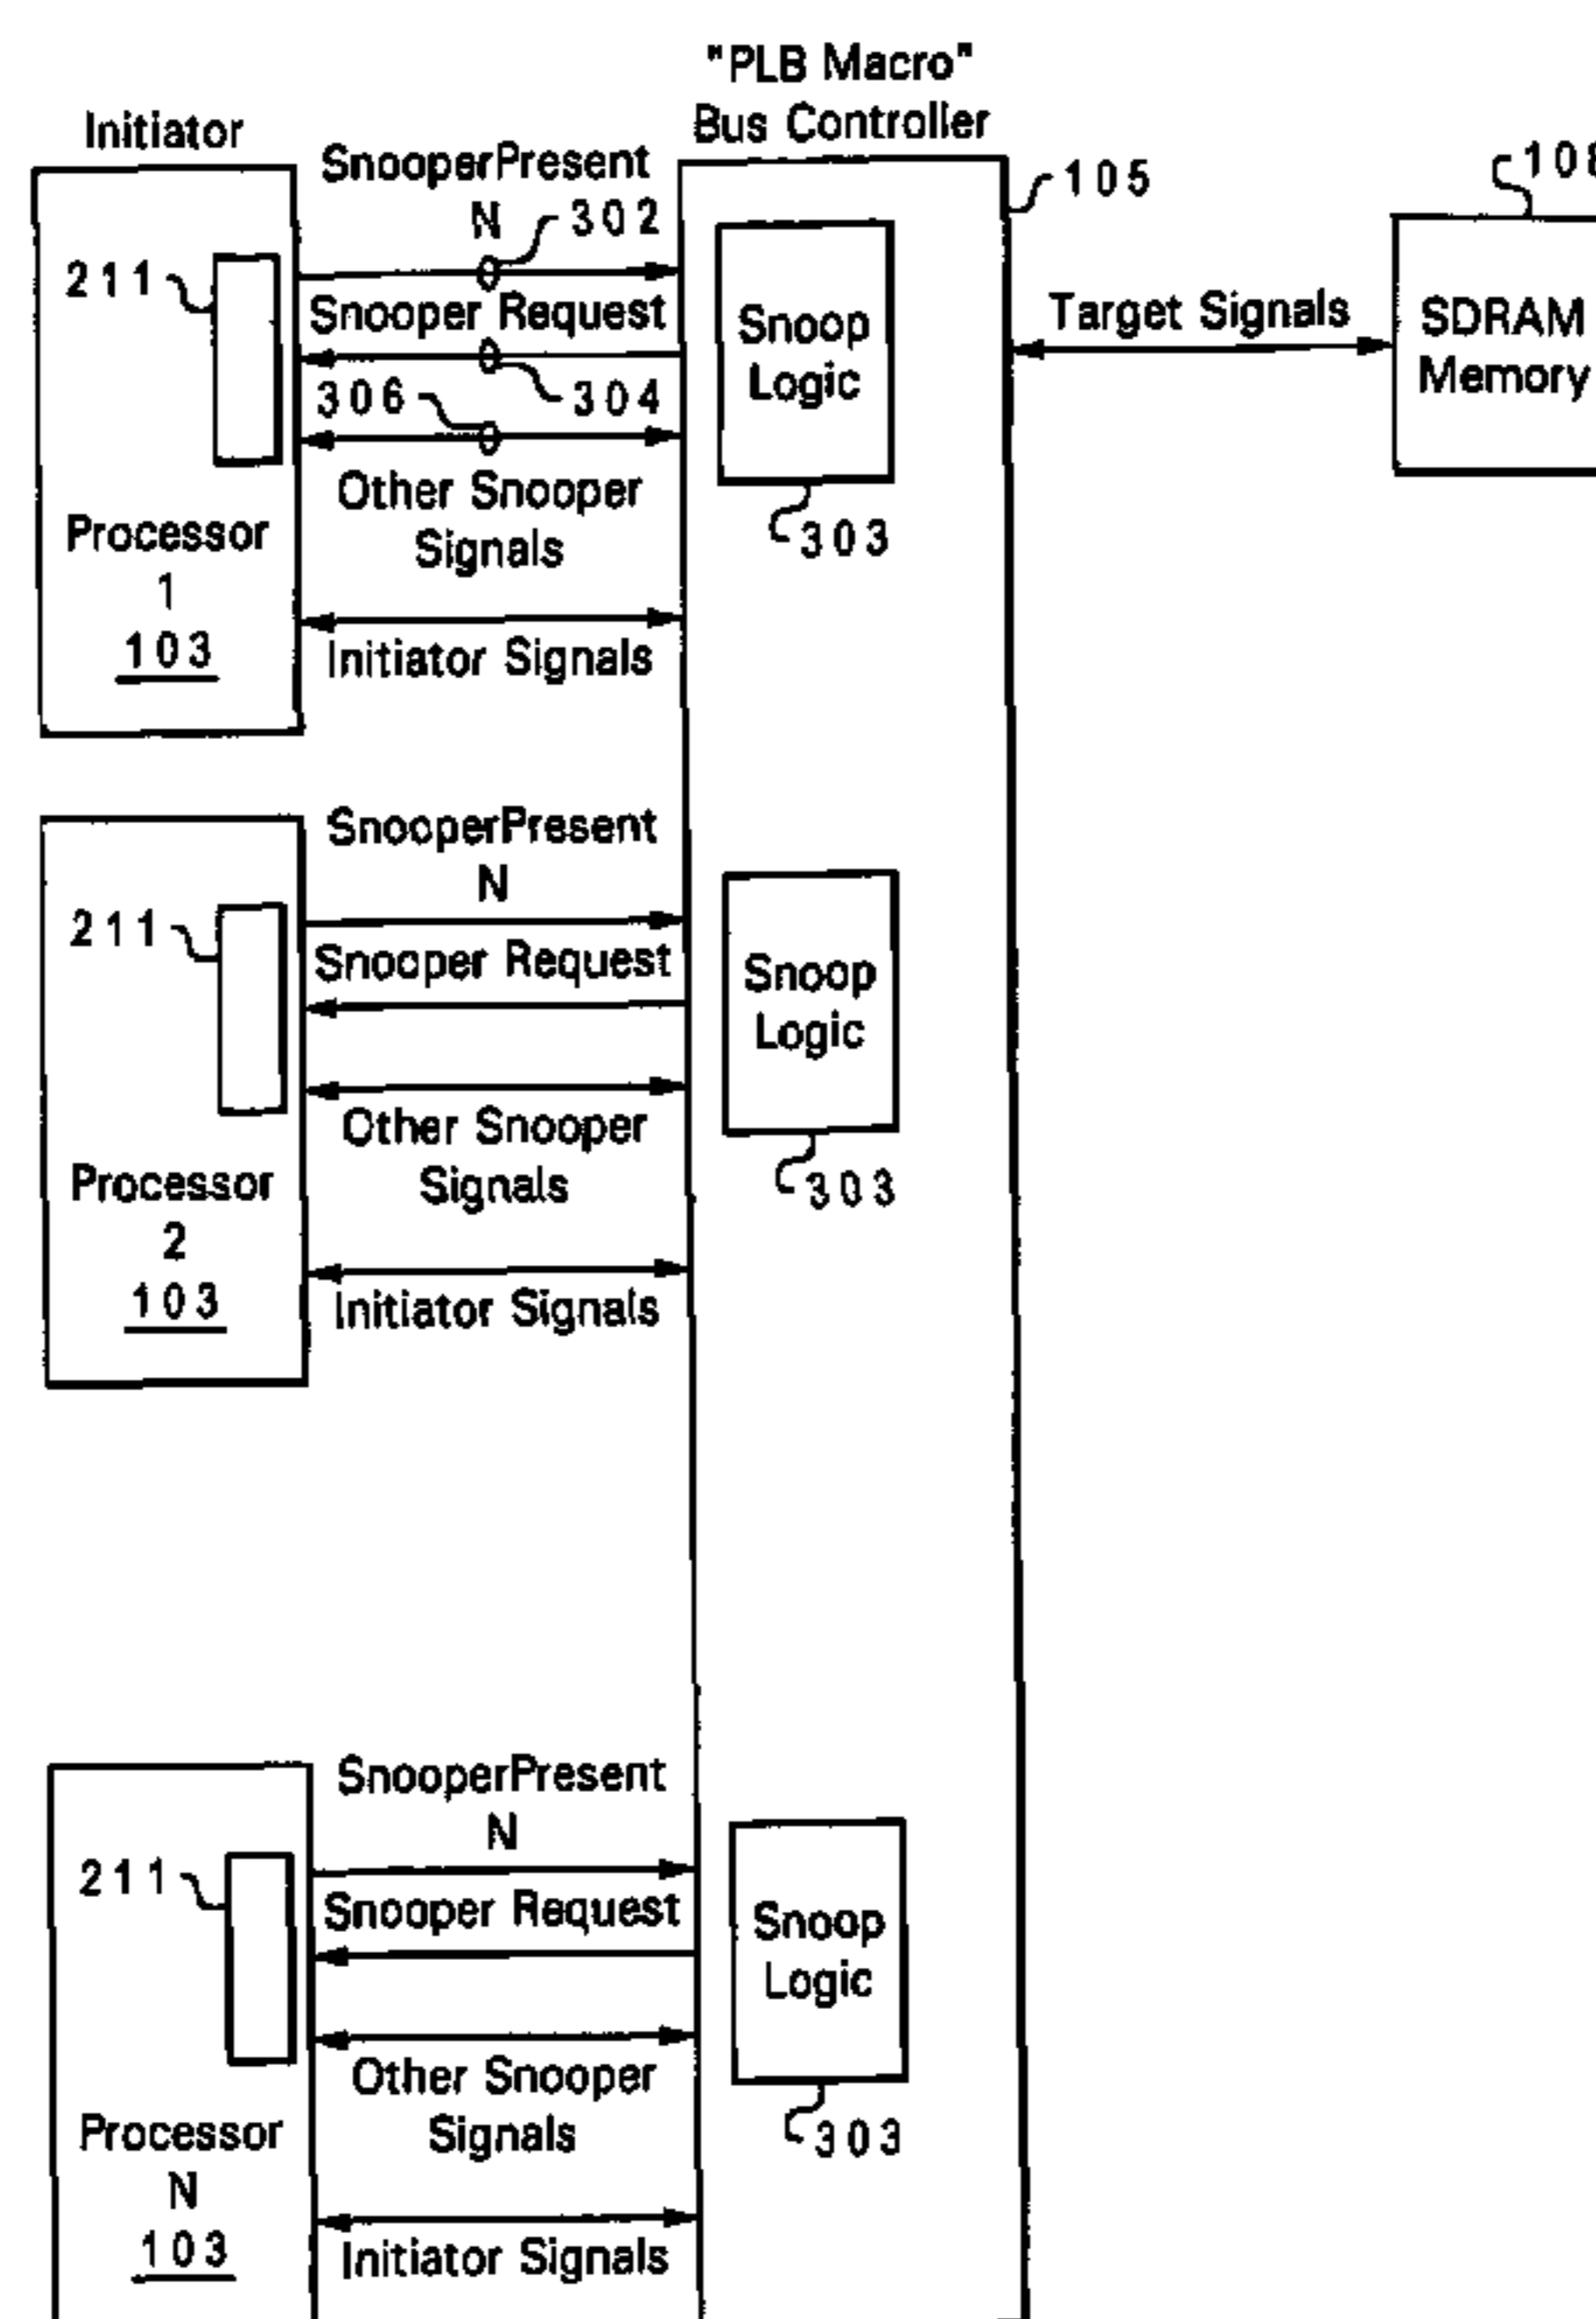 "PLB Macro"
Bus Controller
Initiator
SnooperPresent
N
302
105
211
Snooper Request
304
306
Other Snooper
Signals
Processor
1
103
Initiator Signals
Snoop
Logic
303
Target Signals
SDRAM
Memory
SnooperPresent
N
211
Snooper Request
Other Snooper
Signals
Processor
2
103
Initiator Signals
Snoop
Logic
303
SnooperPresent
N
211
Snooper Request
Other Snooper
Signals
Processor
N
103
Initiator Signals
Snoop
Logic
303